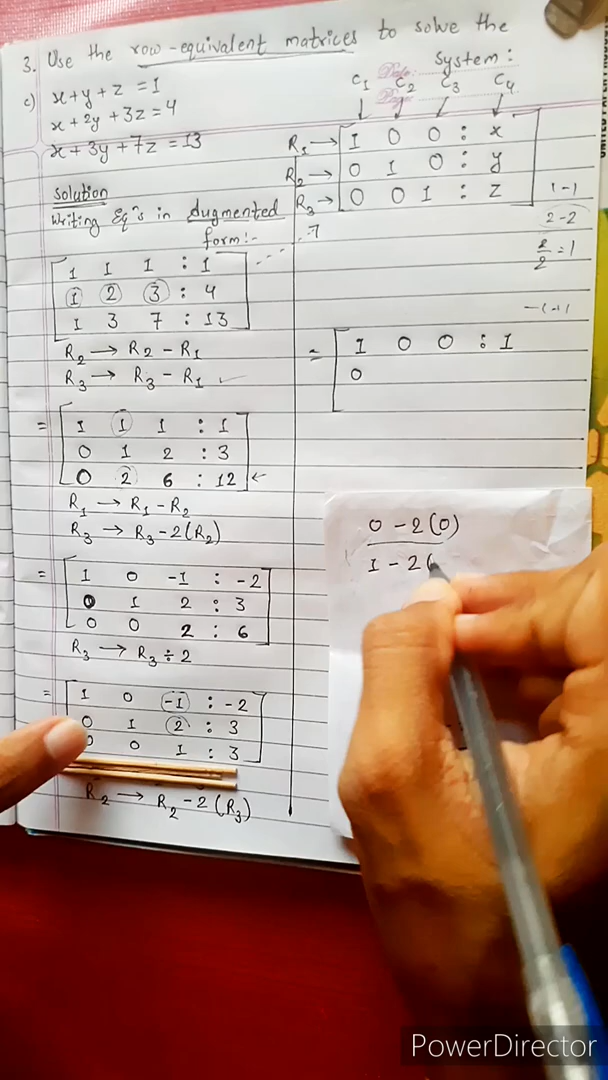 3. Use the row-equivalent matrices to solve the
system:
c) x+y+z =1
x+2y+3z=4
x+3y+7z=13
C1 C2 C3 C4
R1→ 1 0 0 : x
R2→ 0 1 0 : y
R3→ 0 0 1 : z
1-1
2-2
2/2=1
Solution
Writing Eqns in Augmented
form:-
1 1 1 : 1
1 2 3 : 4
1 3 7 : 13
R2 → R2 - R1
R3 → R3 - R1
= 1 1 1 : 1
0 1 2 : 3
0 2 6 : 12 ←
R1 → R1 - R2
R3 → R3 - 2(R2)
= 1 0 -1 : -2
0 1 2 : 3
0 0 2 : 6
R3 → R3 ÷ 2
= 1 0 -1 : -2
0 1 2 : 3
0 0 1 : 3
R2 → R2 - 2(R3)
= 1 0 0 : 1
0
0 - 2(0)
1 - 2(
PowerDirector